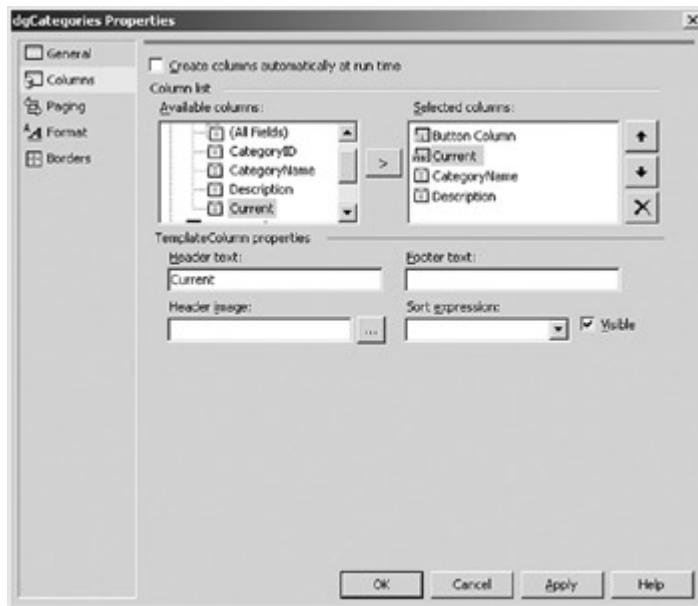 dgCategories Properties
General
Columns
Paging
Format
Borders
Create columns automatically at run time
Column list
Available columns:
(All Fields)
CategoryID
CategoryName
Description
Current
>
Selected columns:
Button Column
Current
CategoryName
Description
TemplateColumn properties
Header text:
Current
Footer text:
Header image:
...
Sort expression:
Visible
OK
Cancel
Apply
Help